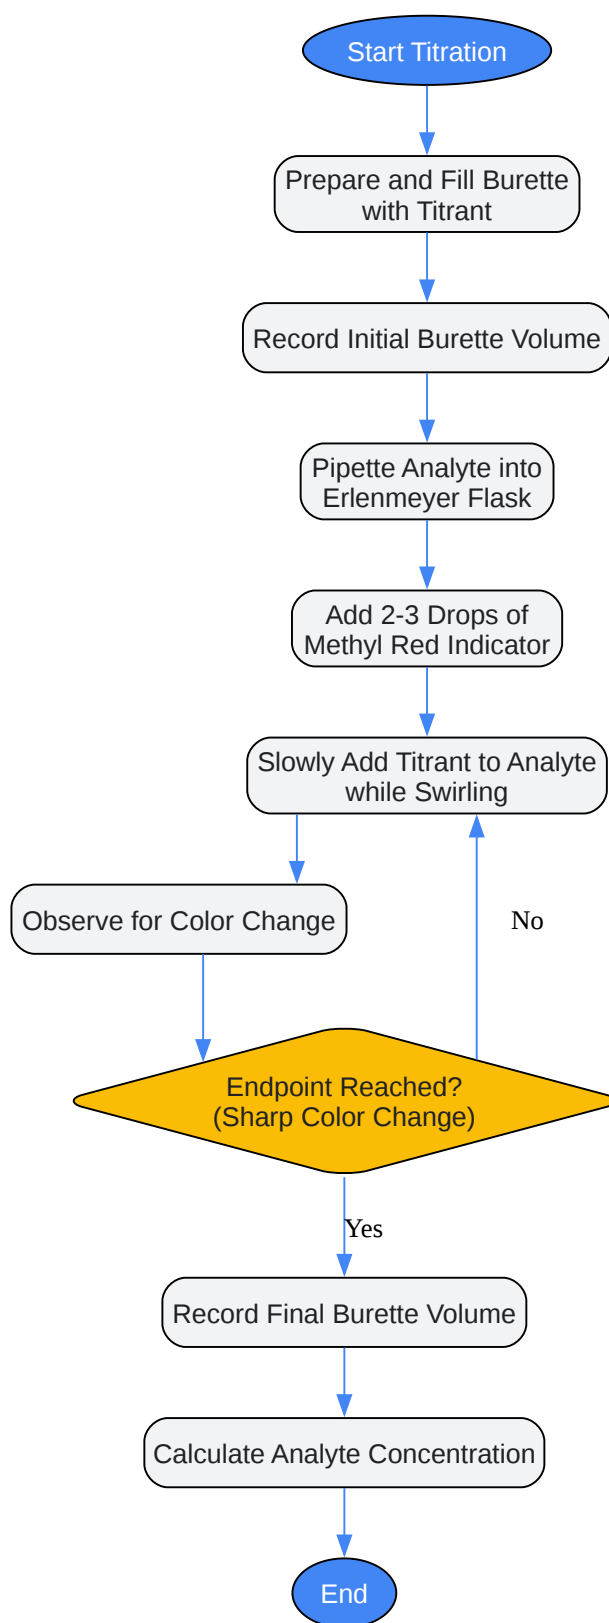 Start Titration
Prepare and Fill Burette
with Titrant
Record Initial Burette Volume
Pipette Analyte into
Erlenmeyer Flask
Add 2-3 Drops of
Methyl Red Indicator
Slowly Add Titrant to Analyte
while Swirling
Observe for Color Change
No
Endpoint Reached?
(Sharp Color Change)
Yes
Record Final Burette Volume
Calculate Analyte Concentration
End